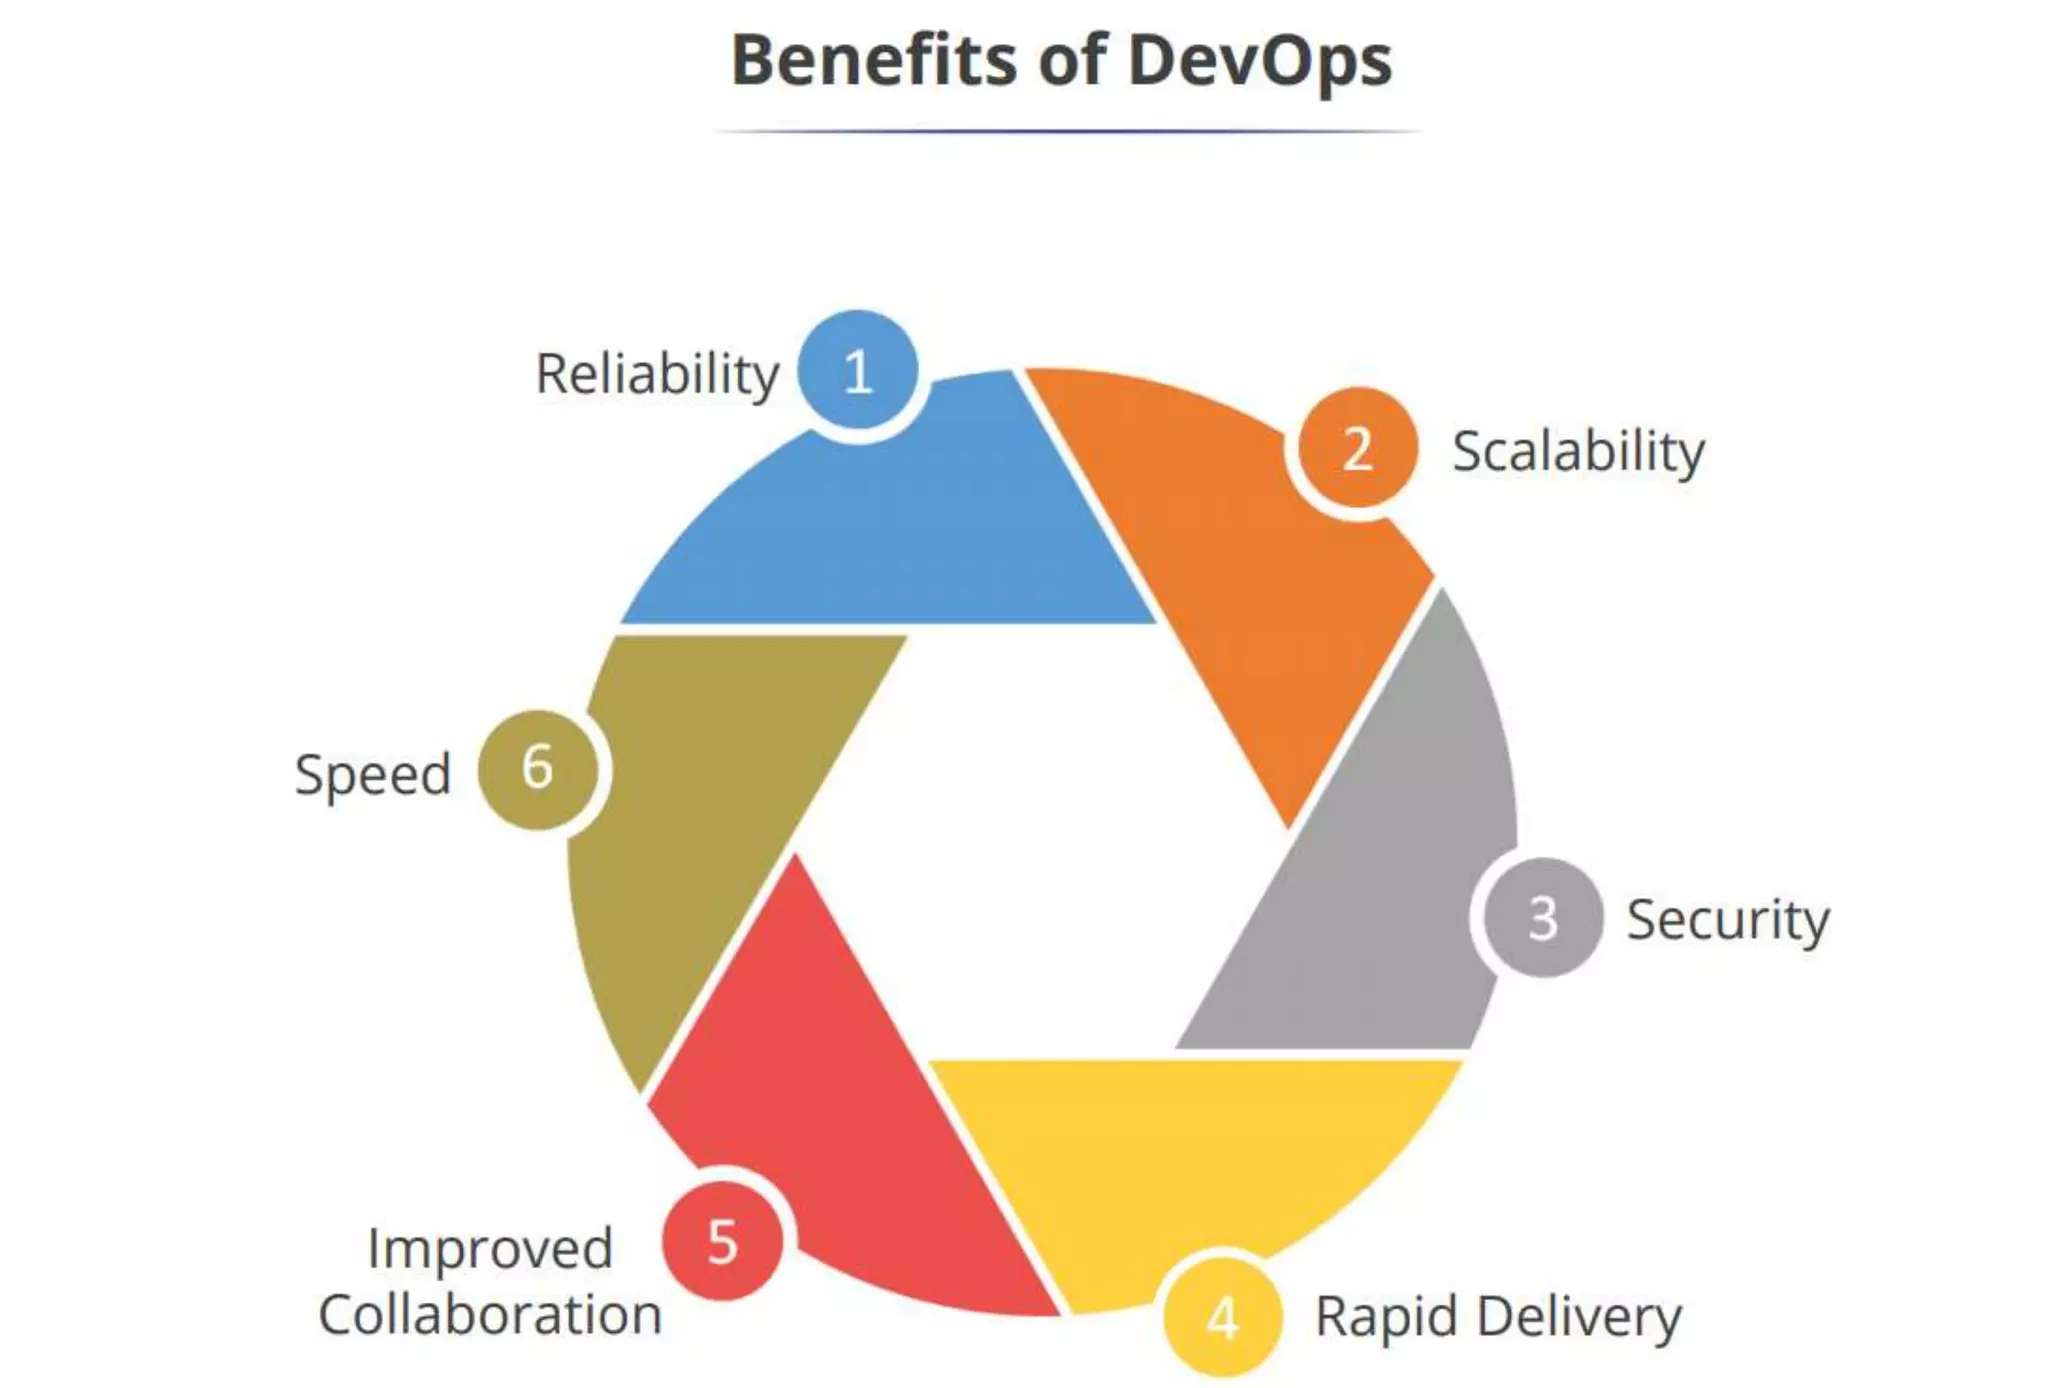 Benefits of DevOps
1
Reliability
2
Scalability
3
Security
4
Rapid Delivery
5
Improved
Collaboration
6
Speed